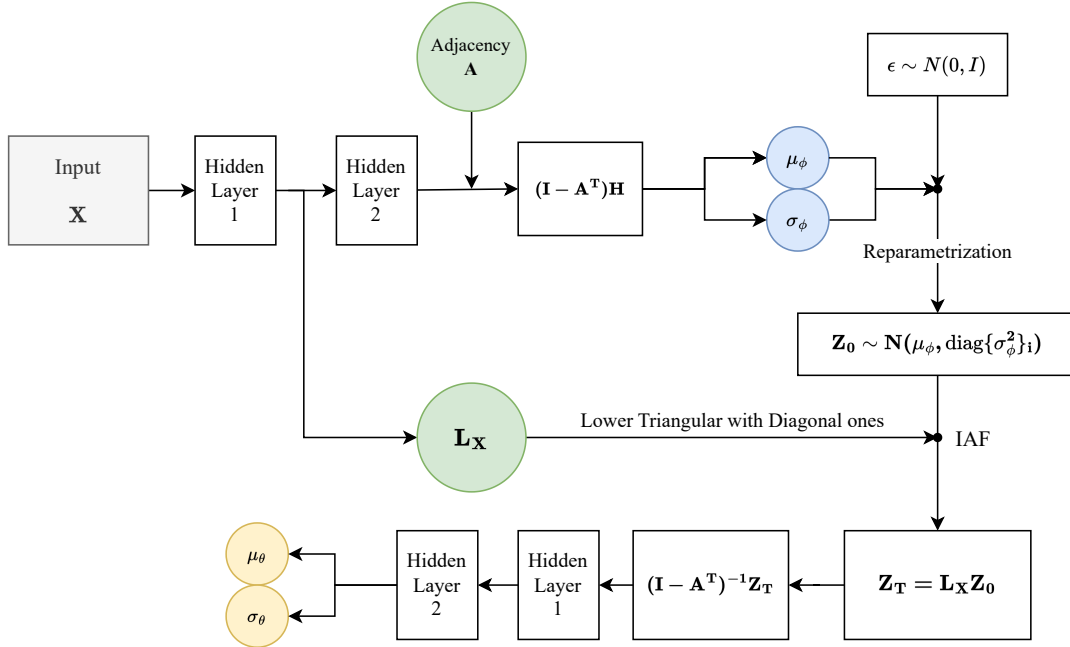 Adjacency
A
ϵ ∼ N(0, I)
Input
X
Hidden
Layer
1
Hidden
Layer
2
(I − A^T)H
μ_ϕ
σ_ϕ
Reparametrization
Z_0 ∼ N(μ_ϕ, diag{σ_ϕ^2}_i)
L_X
Lower Triangular with Diagonal ones
IAF
μ_θ
σ_θ
Hidden
Layer
2
Hidden
Layer
1
(I − A^T)^{−1}Z_T
Z_T = L_X Z_0